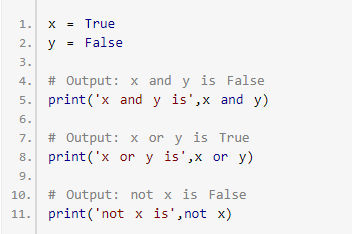 1. x = True
2. y = False
3.
4. # Output: x and y is False
5. print('x and y is',x and y)
6.
7. # Output: x or y is True
8. print('x or y is',x or y)
9.
10. # Output: not x is False
11. print('not x is',not x)